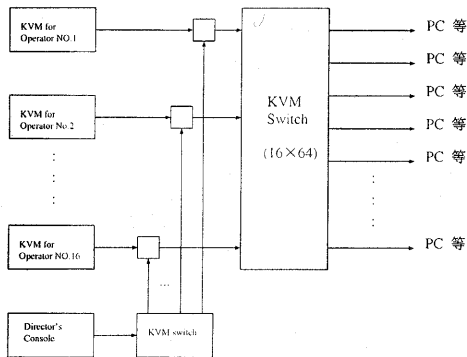 KVM for
Operator NO.1
KVM for
Operator No.2
KVM for
Operator NO.16
Director's
Console
KVM switch
KVM
Switch
(16×64)
PC 等
PC 等
PC 等
PC 等
PC 等
PC 等